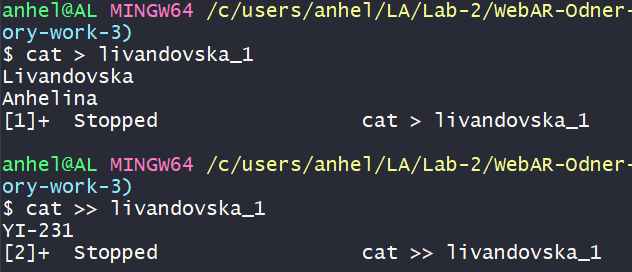 anhel@AL MINGW64 /c/users/anhel/LA/Lab-2/WebAR-Odner-
ory-work-3)
$ cat > livandovska_1
Livandovska
Anhelina
[1]+  Stopped                 cat > livandovska_1

anhel@AL MINGW64 /c/users/anhel/LA/Lab-2/WebAR-Odner-
ory-work-3)
$ cat >> livandovska_1
YI-231
[2]+  Stopped                 cat >> livandovska_1